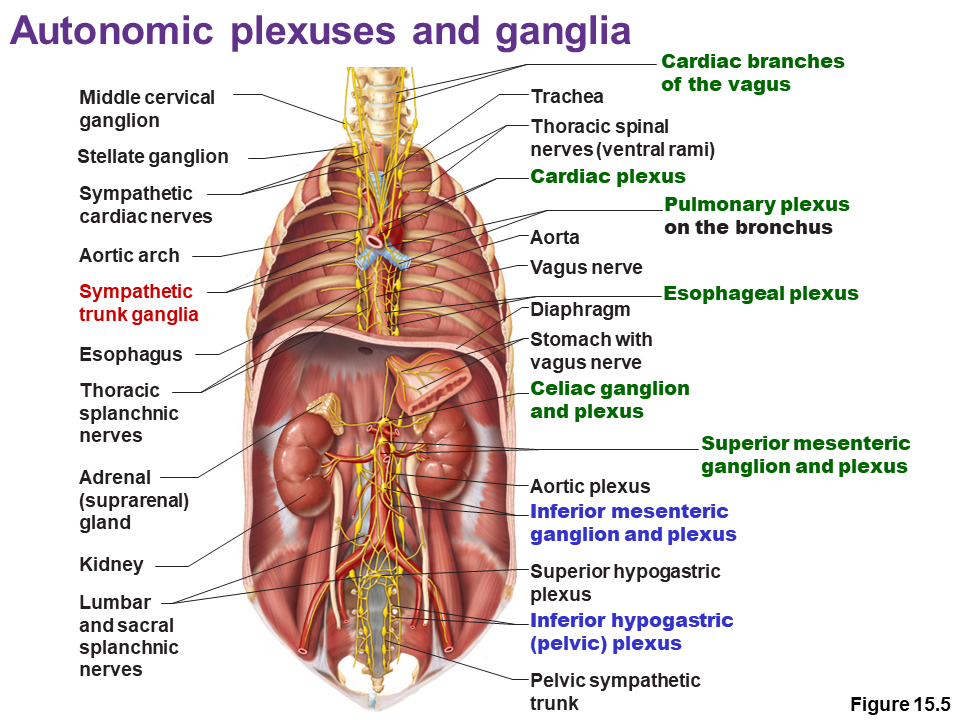 Autonomic plexuses and ganglia
Middle cervical
ganglion
Stellate ganglion
Sympathetic
cardiac nerves
Aortic arch
Sympathetic
trunk ganglia
Esophagus
Thoracic
splanchnic
nerves
Adrenal
(suprarenal)
gland
Kidney
Lumbar
and sacral
splanchnic
nerves
Cardiac branches
of the vagus
Trachea
Thoracic spinal
nerves (ventral rami)
Cardiac plexus
Pulmonary plexus
on the bronchus
Aorta
Vagus nerve
Esophageal plexus
Diaphragm
Stomach with
vagus nerve
Celiac ganglion
and plexus
Superior mesenteric
ganglion and plexus
Aortic plexus
Inferior mesenteric
ganglion and plexus
Superior hypogastric
plexus
Inferior hypogastric
(pelvic) plexus
Pelvic sympathetic
trunk
Figure 15.5